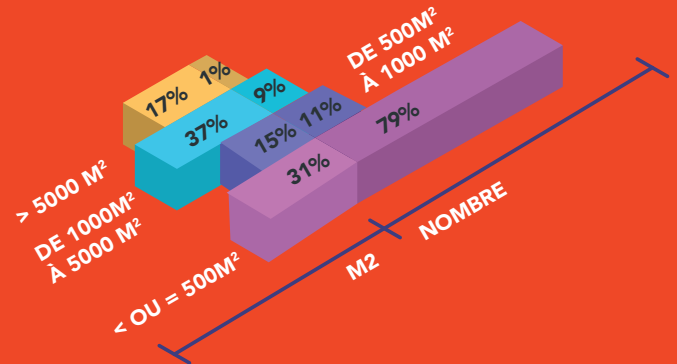 DE 500M²
À 1000 M²
1%
17%
9%
37%
11%
15%
79%
31%
> 5000 M²
DE 1000M²
À 5000 M²
< OU = 500M²
NOMBRE
M2